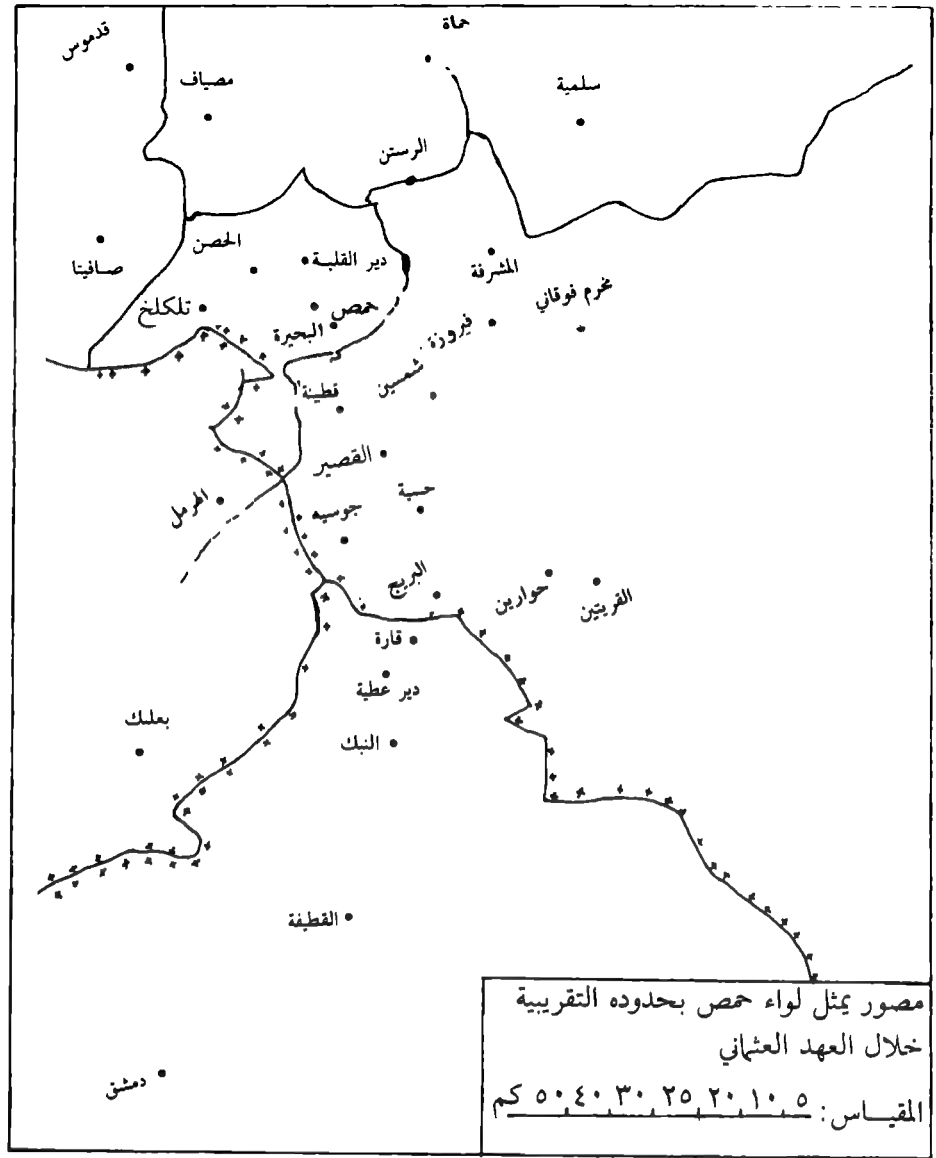 حماة
قدموس
مصياف
سلمية
الرستن
الحصن
صافيتا
دير القلبة
المشرفة
تلكلخ
حمص
مخرم فوقاني
البحيرة
فيروزة
شمسين
قطينة
القصير
حسية
الهرمل
جوسيه
البريج
حوارين
القريتين
قارة
دير عطية
بعلبك
النبك
القطيفة
دمشق
مصور يمثل لواء حمص بحدوده التقريبية
خلال العهد العثماني
المقياس: ٥ ١٠ ٢٠ ٢٥ ٣٠ ٤٠ ٥٠ كم